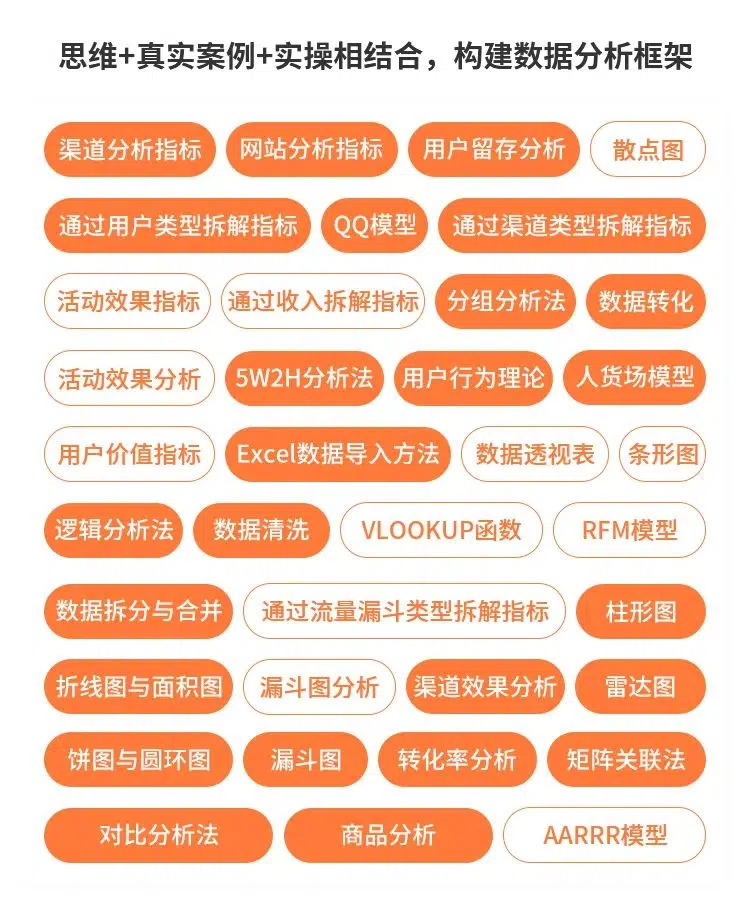 思维+真实案例+实操相结合，构建数据分析框架
渠道分析指标 网站分析指标 用户留存分析 散点图
通过用户类型拆解指标 QQ模型 通过渠道类型拆解指标
活动效果指标 通过收入拆解指标 分组分析法 数据转化
活动效果分析 5W2H分析法 用户行为理论 人货场模型
用户价值指标 Excel数据导入方法 数据透视表 条形图
逻辑分析法 数据清洗 VLOOKUP函数 RFM模型
数据拆分与合并 通过流量漏斗类型拆解指标 柱形图
折线图与面积图 漏斗图分析 渠道效果分析 雷达图
饼图与圆环图 漏斗图 转化率分析 矩阵关联法
对比分析法 商品分析 AARRR模型